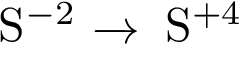 S⁻² → S⁺⁴